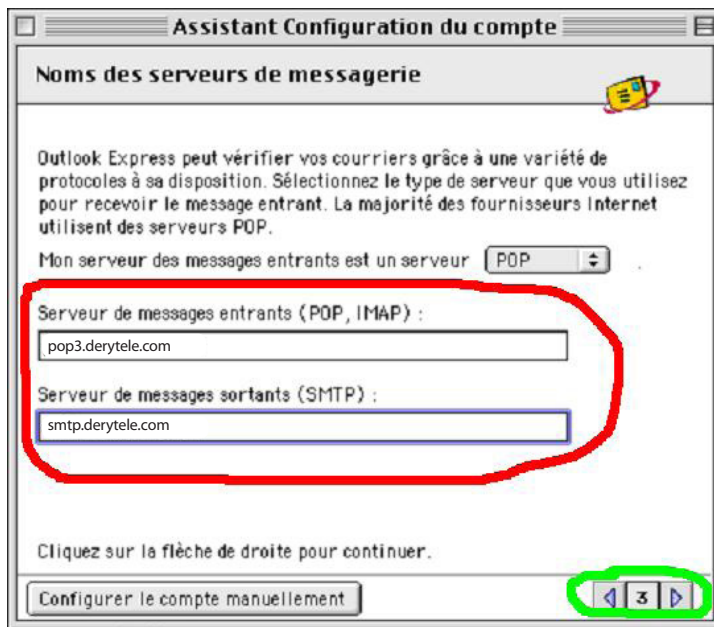 Assistant Configuration du compte
Noms des serveurs de messagerie
Outlook Express peut vérifier vos courriers grâce à une variété de
protocoles à sa disposition. Sélectionnez le type de serveur que vous utilisez
pour recevoir le message entrant. La majorité des fournisseurs Internet
utilisent des serveurs POP.
Mon serveur des messages entrants est un serveur POP .
Serveur de messages entrants (POP, IMAP) :
pop3.derytele.com
Serveur de messages sortants (SMTP) :
smtp.derytele.com
Cliquez sur la flèche de droite pour continuer.
Configurer le compte manuellement 3